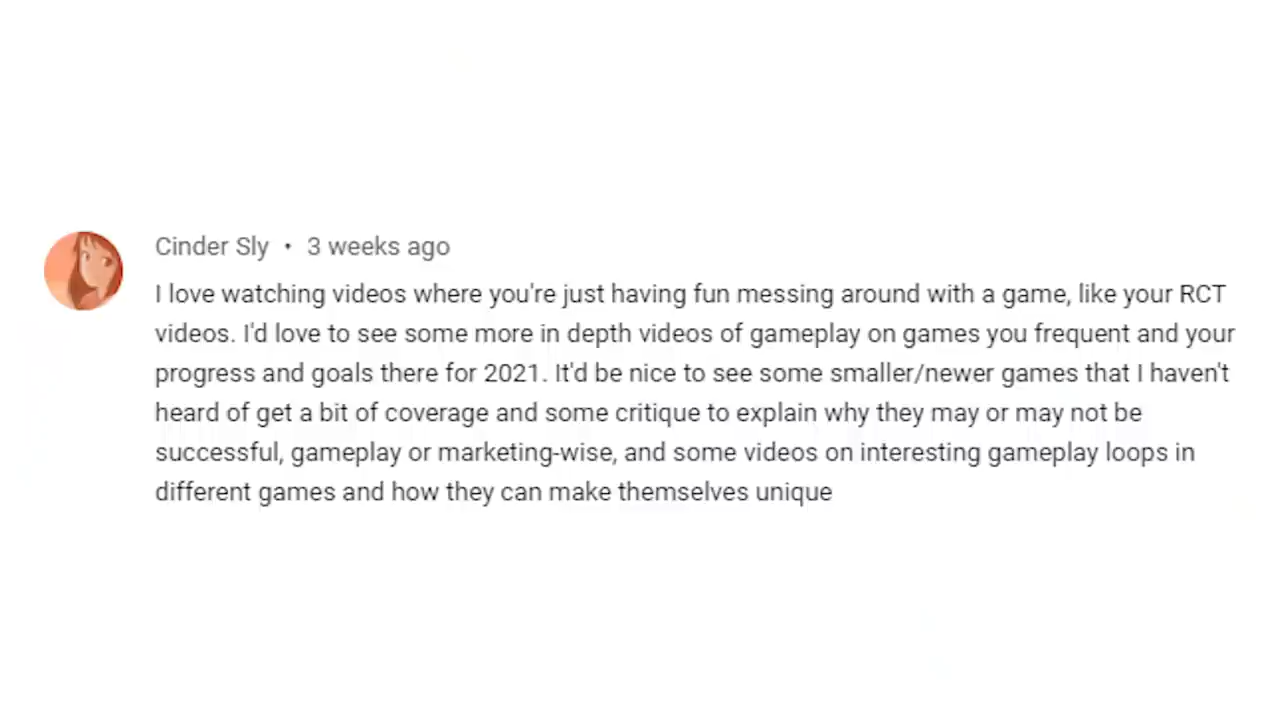 Cinder Sly • 3 weeks ago
I love watching videos where you're just having fun messing around with a game, like your RCT
videos. I'd love to see some more in depth videos of gameplay on games you frequent and your
progress and goals there for 2021. It'd be nice to see some smaller/newer games that I haven't
heard of get a bit of coverage and some critique to explain why they may or may not be
successful, gameplay or marketing-wise, and some videos on interesting gameplay loops in
different games and how they can make themselves unique